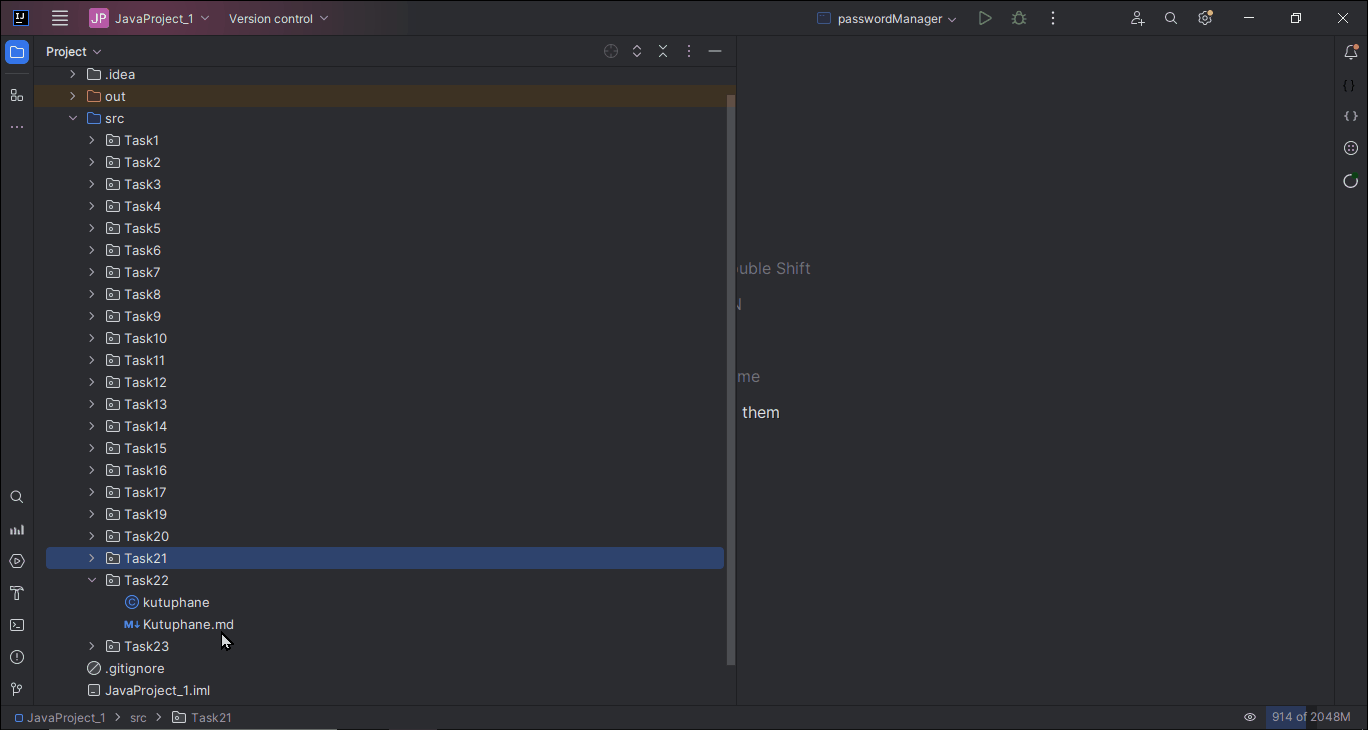 IJ JP JavaProject_1 Version control passwordManager
Project
.idea
out
src
Task1
Task2
Task3
Task4
Task5
Task6
Task7
Task8
Task9
Task10
Task11
Task12
Task13
Task14
Task15
Task16
Task17
Task19
Task20
Task21
Task22
kutuphane
Kutuphane.md
Task23
.gitignore
JavaProject_1.iml
uble Shift
me
them
JavaProject_1 src Task21 914 of 2048M